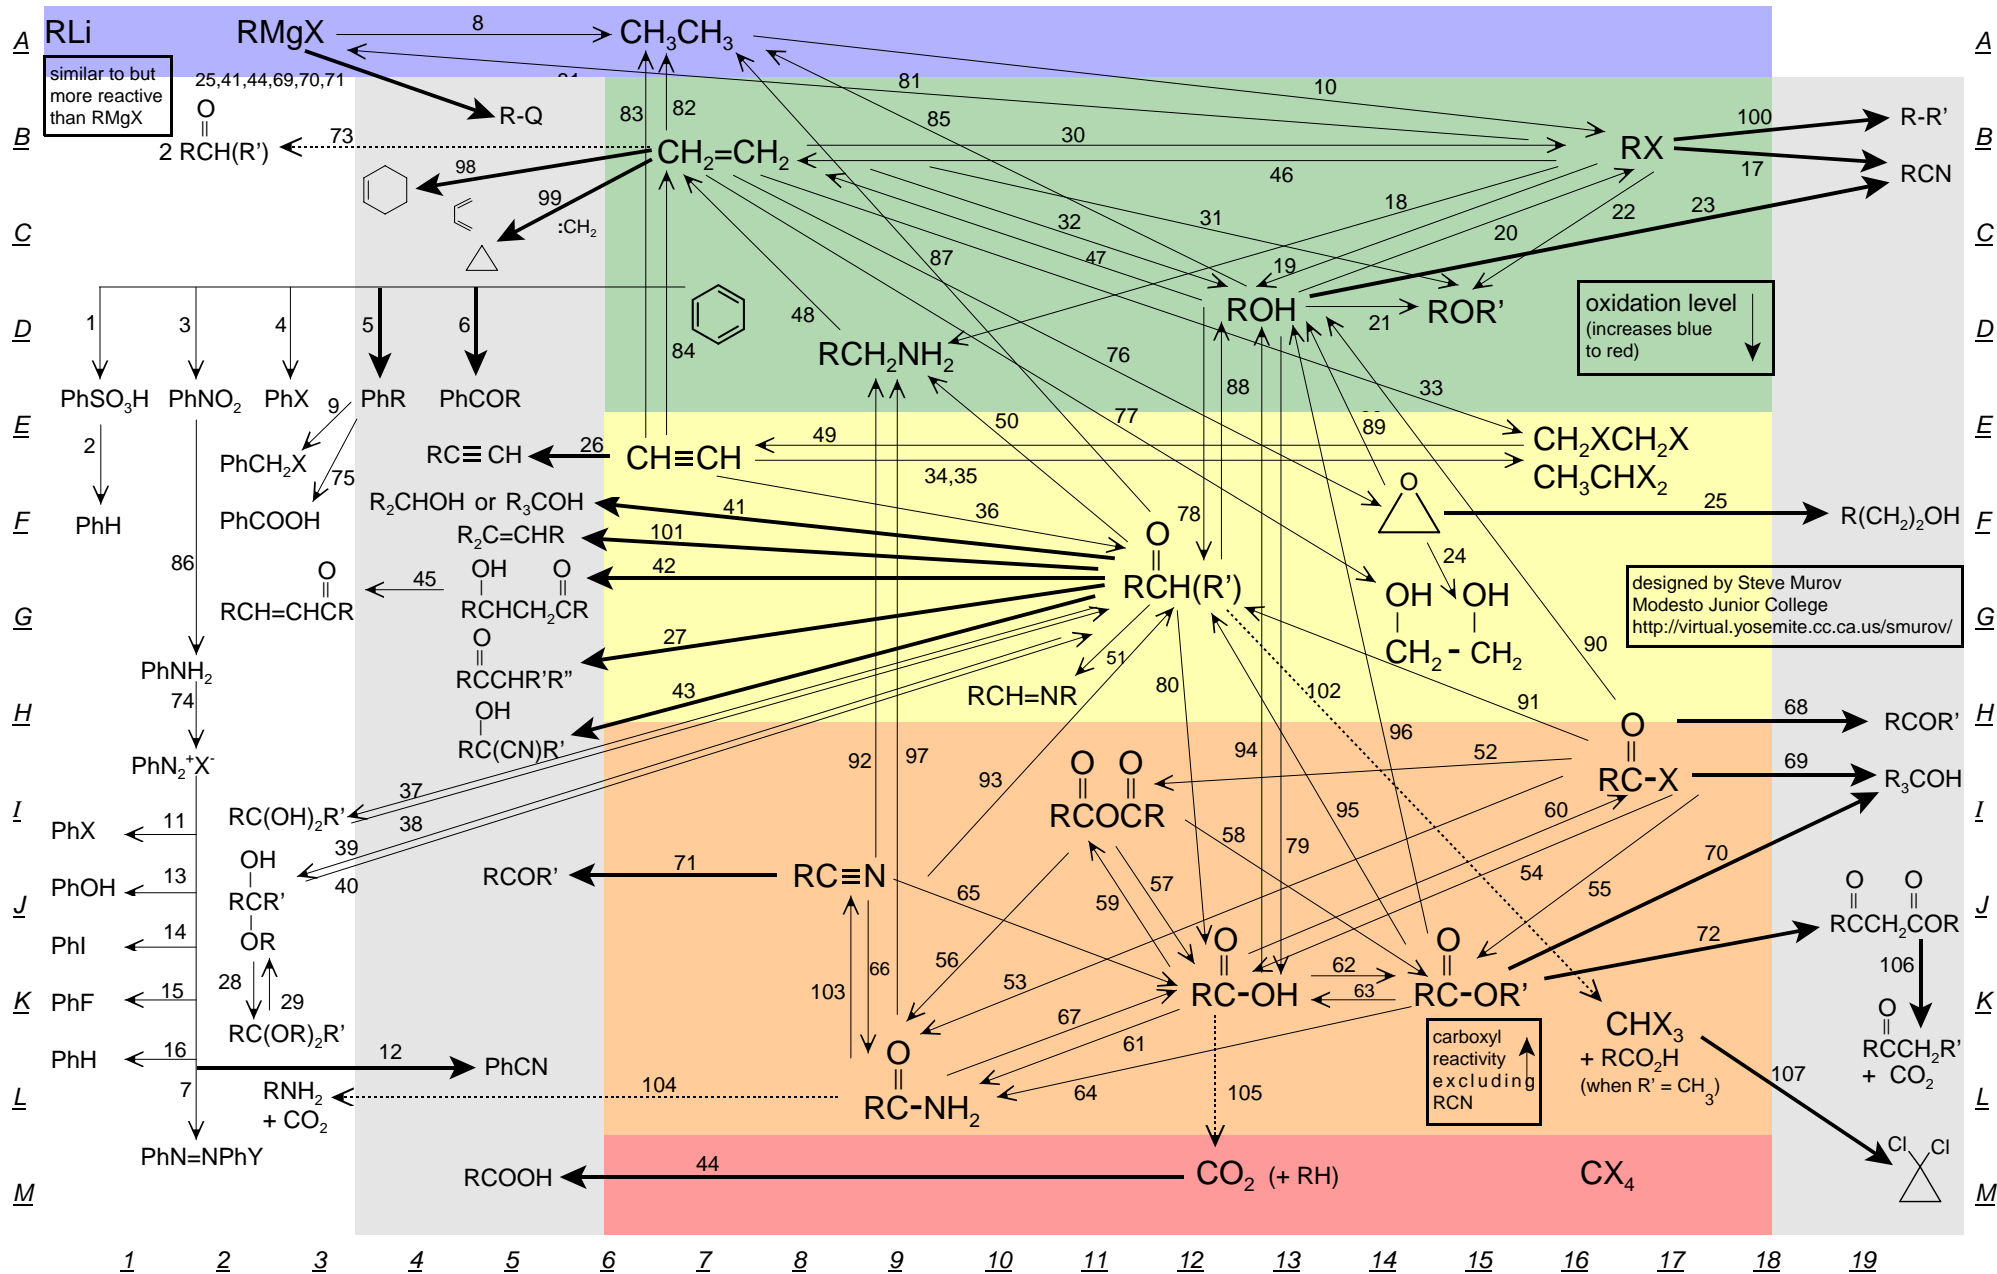 A
RLi
RMgX
8
CH3CH3
A
similar to but
more reactive
than RMgX
25,41,44,69,70,71
81
10
83
82
85
R-Q
B
O
2 RCH(R')
73
CH2=CH2
30
RX
100
R-R'
B
17
RCN
98
46
99
:CH2
18
31
22
23
C
32
20
C
87
47
19
ROH
ROR'
21
oxidation level
(increases blue
to red)
D
1
3
4
5
6
48
84
RCH2NH2
76
88
D
PhSO3H
PhNO2
PhX
9
PhR
PhCOR
33
E
2
50
77
89
E
RC≡CH
26
CH≡CH
49
CH2XCH2X
PhCH2X
75
34,35
CH3CHX2
R2CHOH or R3COH
41
36
78
O
O
25
R(CH2)2OH
F
PhH
PhCOOH
R2C=CHR
101
24
F
86
O
RCH=CHCR
45
OH O
RCHCH2CR
42
RCH(R')
OH OH
CH2 - CH2
designed by Steve Murov
Modesto Junior College
http://virtual.yosemite.cc.ca.us/smurov/
G
27
G
PhNH2
O
RCCHR'R"
51
90
74
43
RCH=NR
80
102
91
H
OH
RC(CN)R'
O
RC-X
68
RCOR'
H
PhN2+X-
92
97
93
94
96
52
69
R3COH
O O
RCOCR
37
38
I
RC(OH)2R'
PhX
11
60
95
58
I
39
40
OH
RCR'
OR
RCOR'
71
RC≡N
79
70
54
J
PhOH
13
65
59
57
55
O O
RCCH2COR
J
PhI
14
56
66
53
O
RC-OH
62
63
O
RC-OR'
72
106
K
PhF
15
28
29
103
67
61
CHX3
+ RCO2H
(when R' = CH3)
K
RC(OR)2R'
carboxyl
reactivity
excluding
RCN
O
RCCH2R'
+ CO2
PhH
16
12
PhCN
O
RC-NH2
107
L
7
RNH2
+ CO2
104
64
105
L
PhN=NPhY
RCOOH
44
CO2 (+ RH)
CX4
Cl Cl
M
M
1 2 3 4 5 6 7 8 9 10 11 12 13 14 15 16 17 18 19